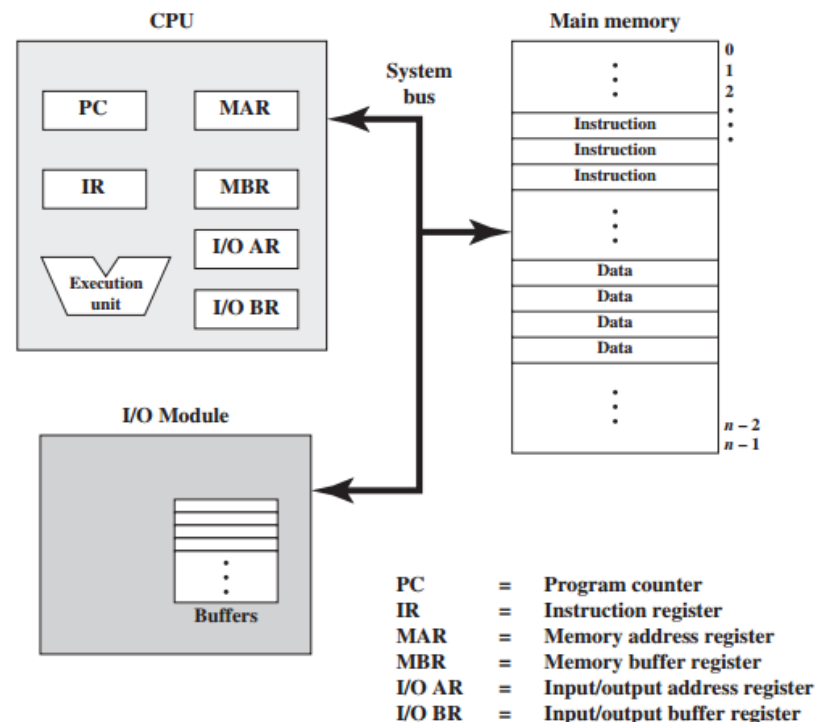 CPU
Main memory
System
bus
PC
MAR
IR
MBR
I/O AR
Execution
unit
I/O BR
0
1
2
Instruction
Instruction
Instruction
Data
Data
Data
Data
n – 2
n – 1
I/O Module
Buffers
PC = Program counter
IR = Instruction register
MAR = Memory address register
MBR = Memory buffer register
I/O AR = Input/output address register
I/O BR = Input/output buffer register